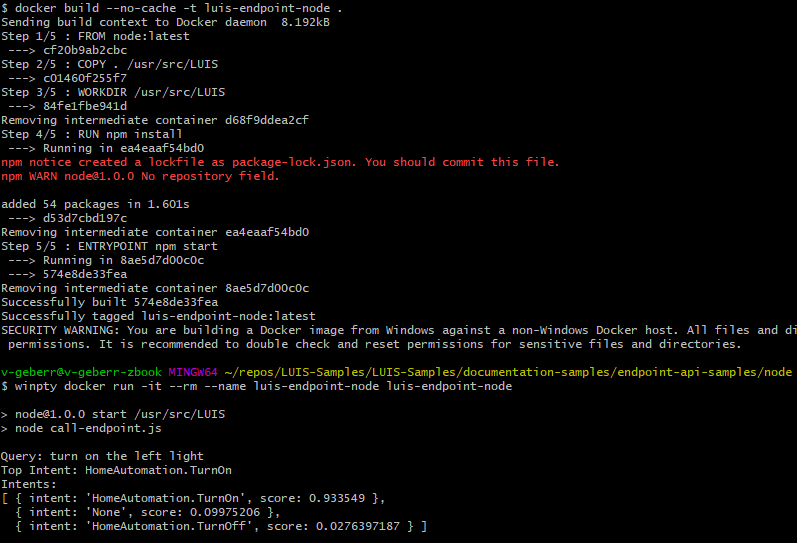 $ docker build --no-cache -t luis-endpoint-node .
Sending build context to Docker daemon  8.192kB
Step 1/5 : FROM node:latest
 ---> cf20b9ab2cbc
Step 2/5 : COPY . /usr/src/LUIS
 ---> c01460f255f7
Step 3/5 : WORKDIR /usr/src/LUIS
 ---> 84fe1fbe941d
Removing intermediate container d68f9ddea2cf
Step 4/5 : RUN npm install
 ---> Running in ea4eaaf54bd0
npm notice created a lockfile as package-lock.json. You should commit this file.
npm WARN node@1.0.0 No repository field.
added 54 packages in 1.601s
 ---> d53d7cbd197c
Removing intermediate container ea4eaaf54bd0
Step 5/5 : ENTRYPOINT npm start
 ---> Running in 8ae5d7d00c0c
 ---> 574e8de33fea
Removing intermediate container 8ae5d7d00c0c
Successfully built 574e8de33fea
Successfully tagged luis-endpoint-node:latest
SECURITY WARNING: You are building a Docker image from Windows against a non-Windows Docker host. All files and di
 permissions. It is recommended to double check and reset permissions for sensitive files and directories.
v-geberr@v-geberr-zbook MINGW64 ~/repos/LUIS-Samples/LUIS-Samples/documentation-samples/endpoint-api-samples/node
$ winpty docker run -it --rm --name luis-endpoint-node luis-endpoint-node
> node@1.0.0 start /usr/src/LUIS
> node call-endpoint.js
Query: turn on the left light
Top Intent: HomeAutomation.TurnOn
Intents:
[ { intent: 'HomeAutomation.TurnOn', score: 0.933549 },
  { intent: 'None', score: 0.09975206 },
  { intent: 'HomeAutomation.TurnOff', score: 0.0276397187 } ]